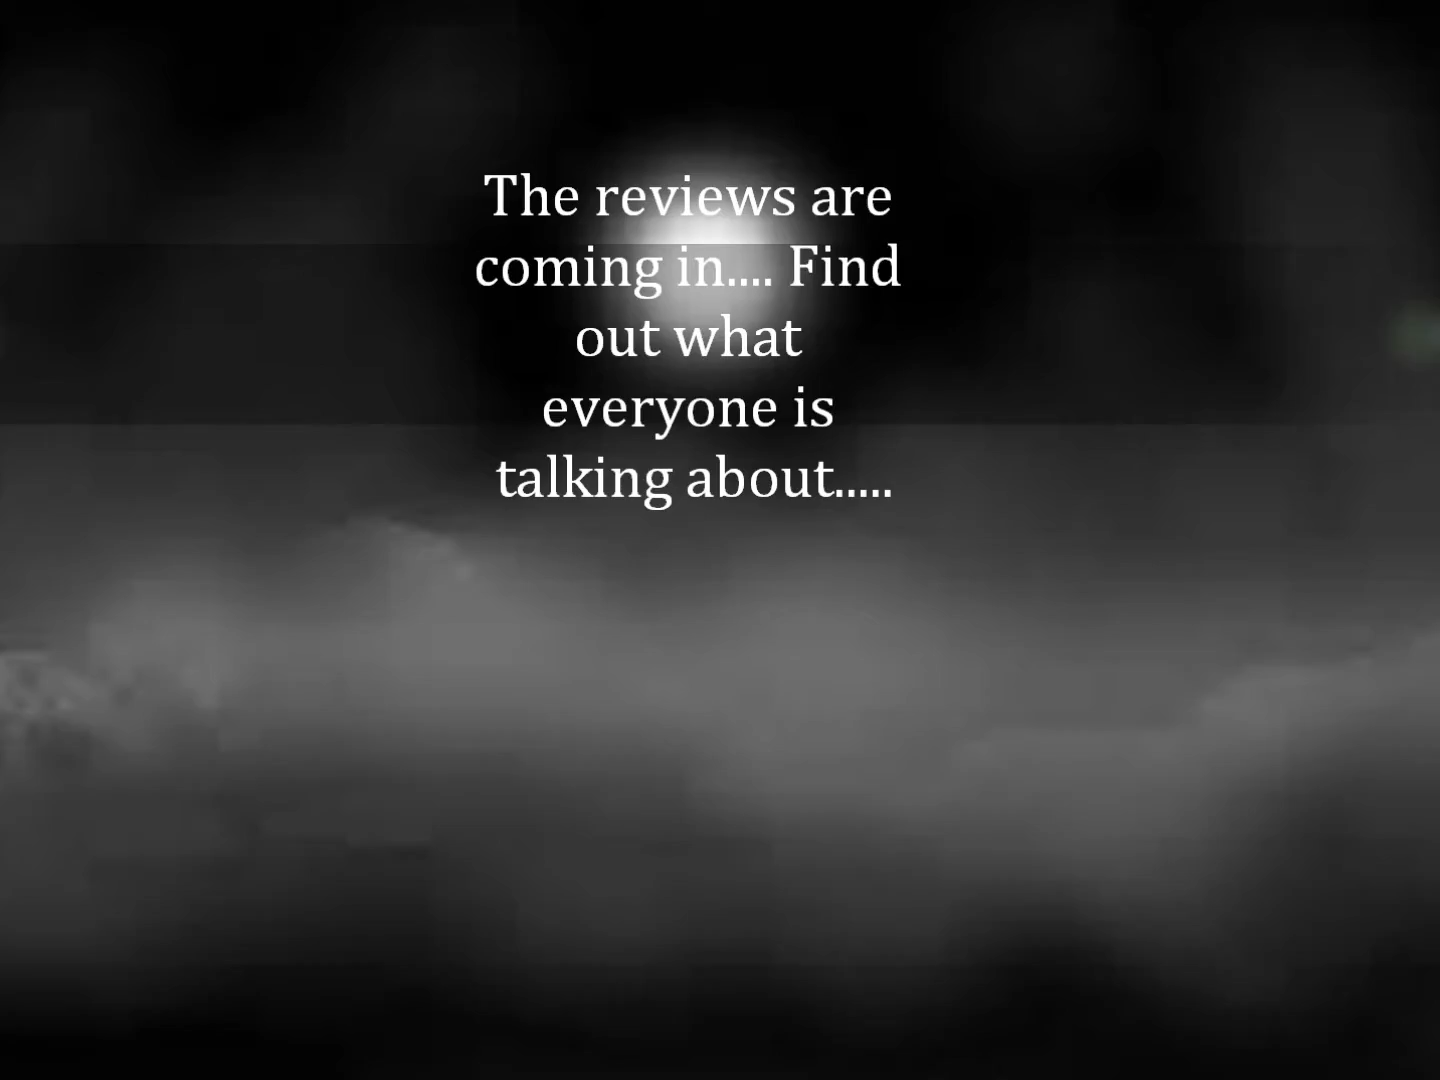 The reviews are
coming in.... Find
out what
everyone is
talking about.....